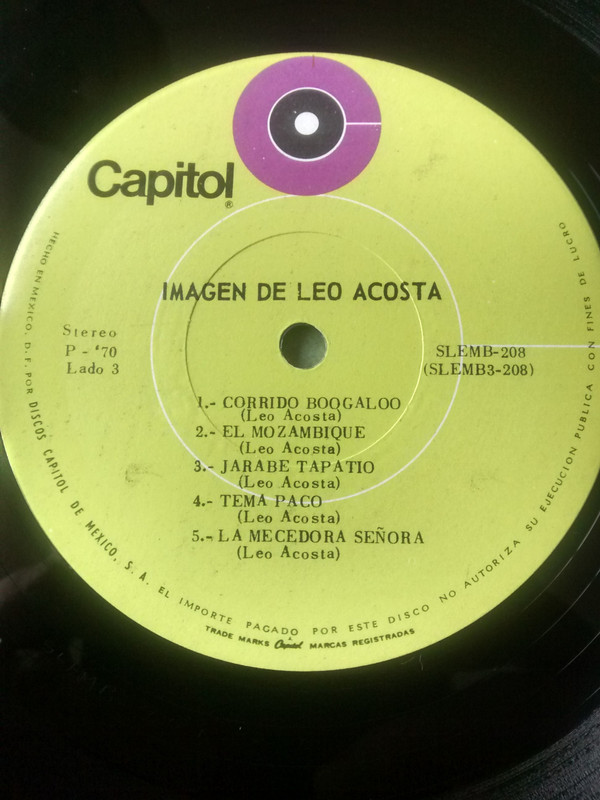 Capitol®
IMAGEN DE LEO ACOSTA
Stereo
P - '70
Lado 3
SLEMB-208
(SLEMB3-208)
1.- CORRIDO BOOGALOO
(Leo Acosta)
2.- EL MOZAMBIQUE
(Leo Acosta)
3.- JARABE TAPATIO
(Leo Acosta)
4.- TEMA PACO
(Leo Acosta)
5.- LA MECEDORA SEÑORA
(Leo Acosta)
HECHO EN MEXICO, D. F. POR DISCOS CAPITOL DE MEXICO, S. A. EL IMPORTE PAGADO POR ESTE DISCO NO AUTORIZA SU EJECUCION PUBLICA CON FINES DE LUCRO
TRADE MARKS Capitol MARCAS REGISTRADAS